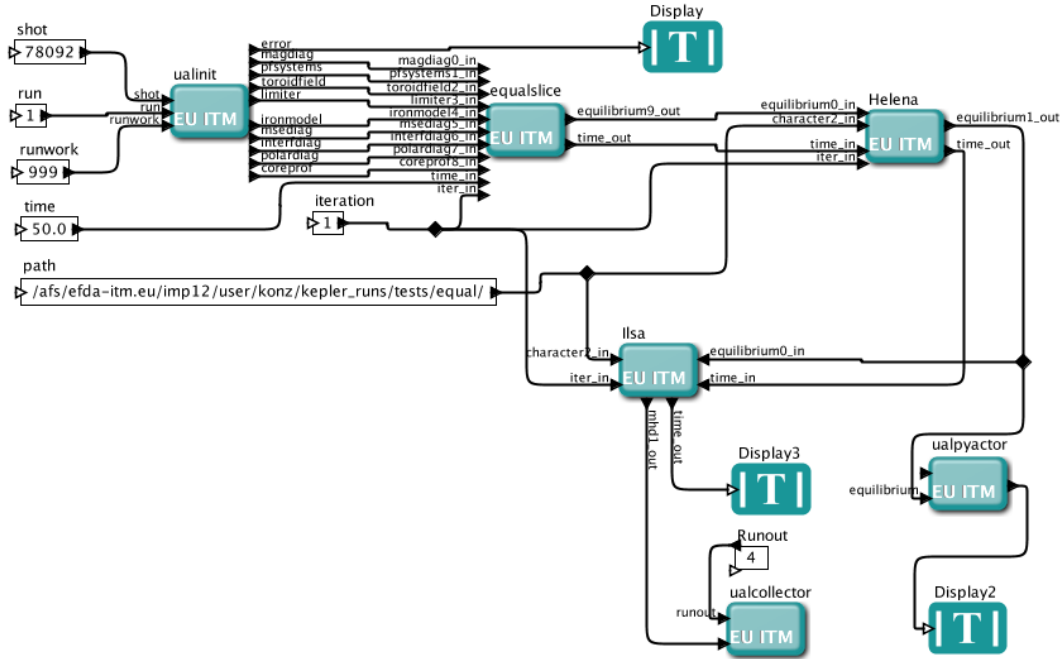 shot
78092
run
1
runwork
999
time
50.0
path
/afs/efda-itm.eu/imp12/user/konz/kepler_runs/tests/equal/
ualinit
shot
run
runwork
EU ITM
error
magdiag
pfsystems
toroidfield
limiter
ironmodel
msediag
interfdiag
polardiag
coreprof
iteration
1
magdiag0_in
pfsystems1_in
toroidfield2_in
limiter3_in
ironmodel4_in
msediag5_in
interfdiag6_in
polardiag7_in
coreprof8_in
time_in
iter_in
equalslice
EU ITM
equilibrium9_out
time_out
Display
T
Helena
equilibrium0_in
character2_in
time_in
iter_in
EU ITM
equilibrium1_out
time_out
Ilsa
character2_in
iter_in
EU ITM
equilibrium0_in
time_in
mhd1_out
time_out
Display3
T
Runout
4
ualcollector
runout
EU ITM
ualpyactor
equilibrium
EU ITM
Display2
T